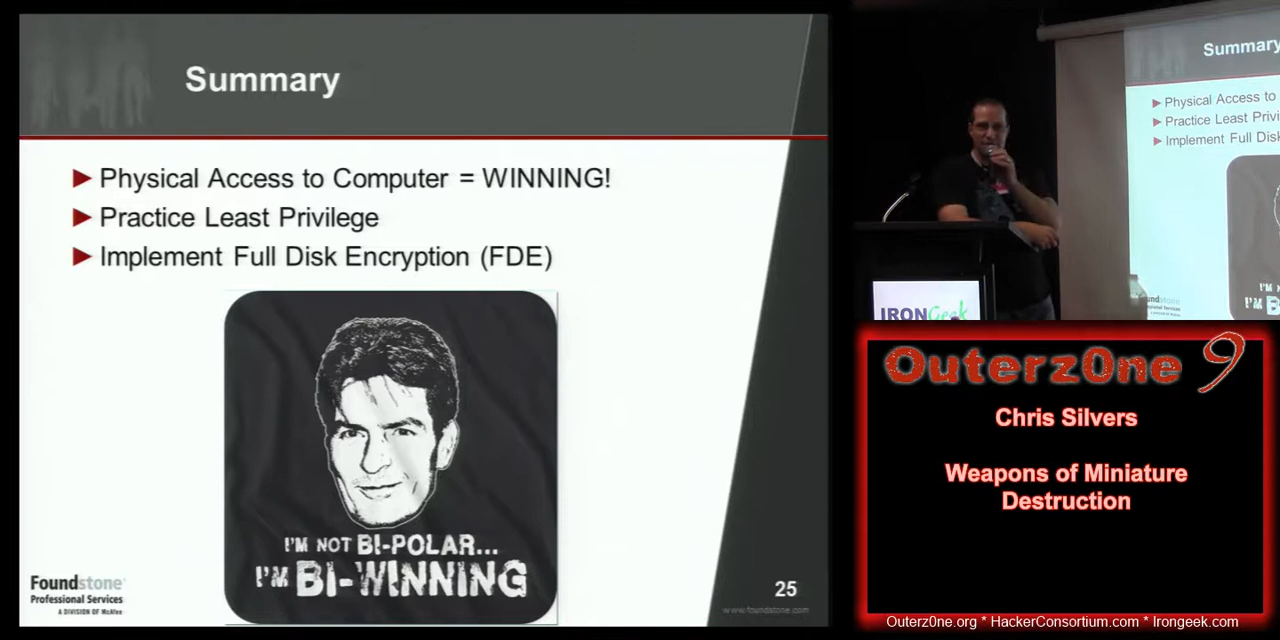 Summary
Physical Access to Computer = WINNING!
Practice Least Privilege
Implement Full Disk Encryption (FDE)
I'M NOT BI-POLAR...
I'M BI-WINNING
Foundstone
Professional Services
A DIVISION OF McAfee
25
www.foundstone.com
Summary
Physical Access to
Practice Least Privi
Implement Full Disk
I'M
I'M B
IRONGeek
Outerz0ne 9
Chris Silvers
Weapons of Miniature
Destruction
Outerz0ne.org * HackerConsortium.com * Irongeek.com